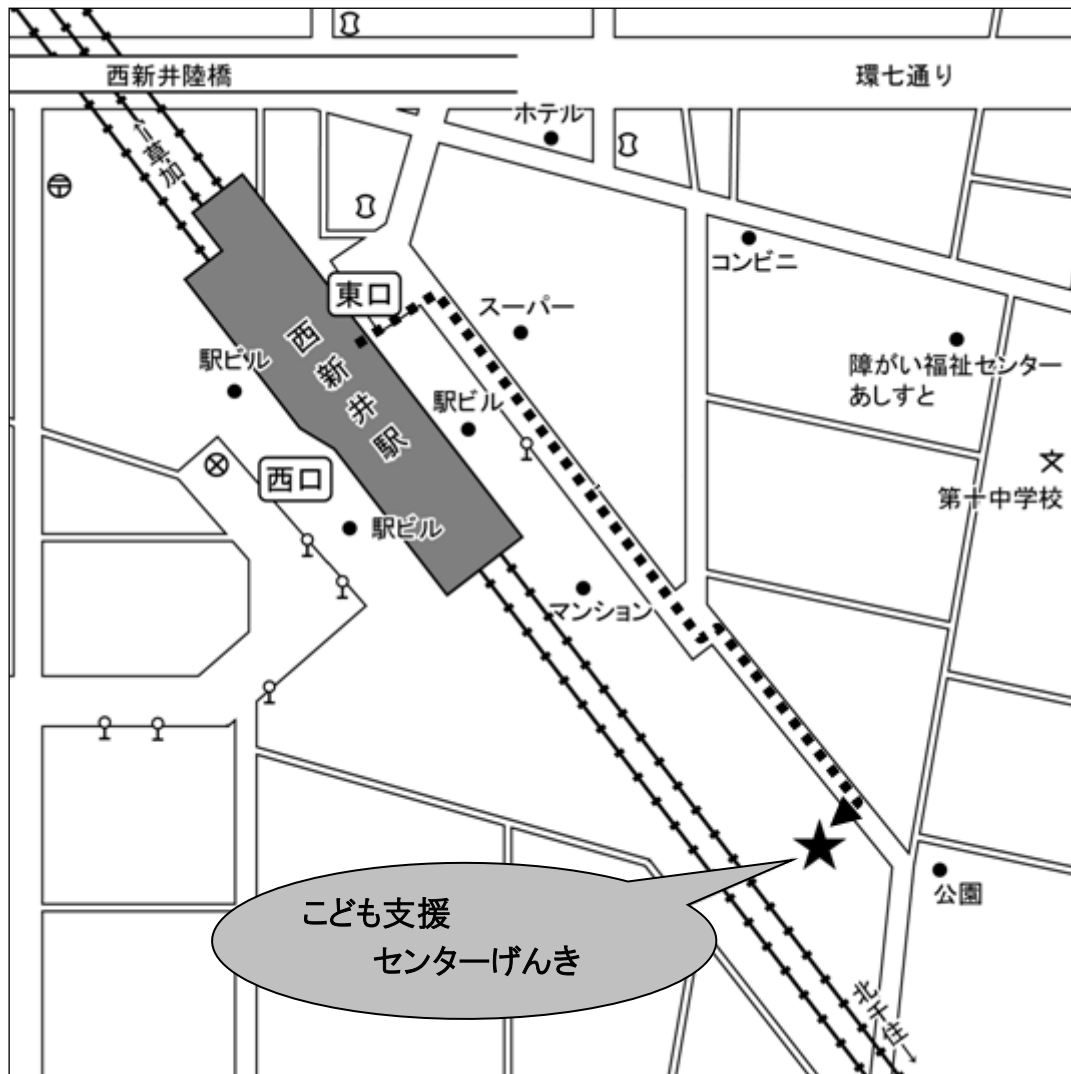 西新井陸橋
環七通り
ホテル
←草加
コンビニ
東口
スーパー
西新井駅
駅ビル
障がい福祉センター
あしすと
駅ビル
西口
第十中学校
駅ビル
マンション
公園
こども支援
センターげんき
北千住→